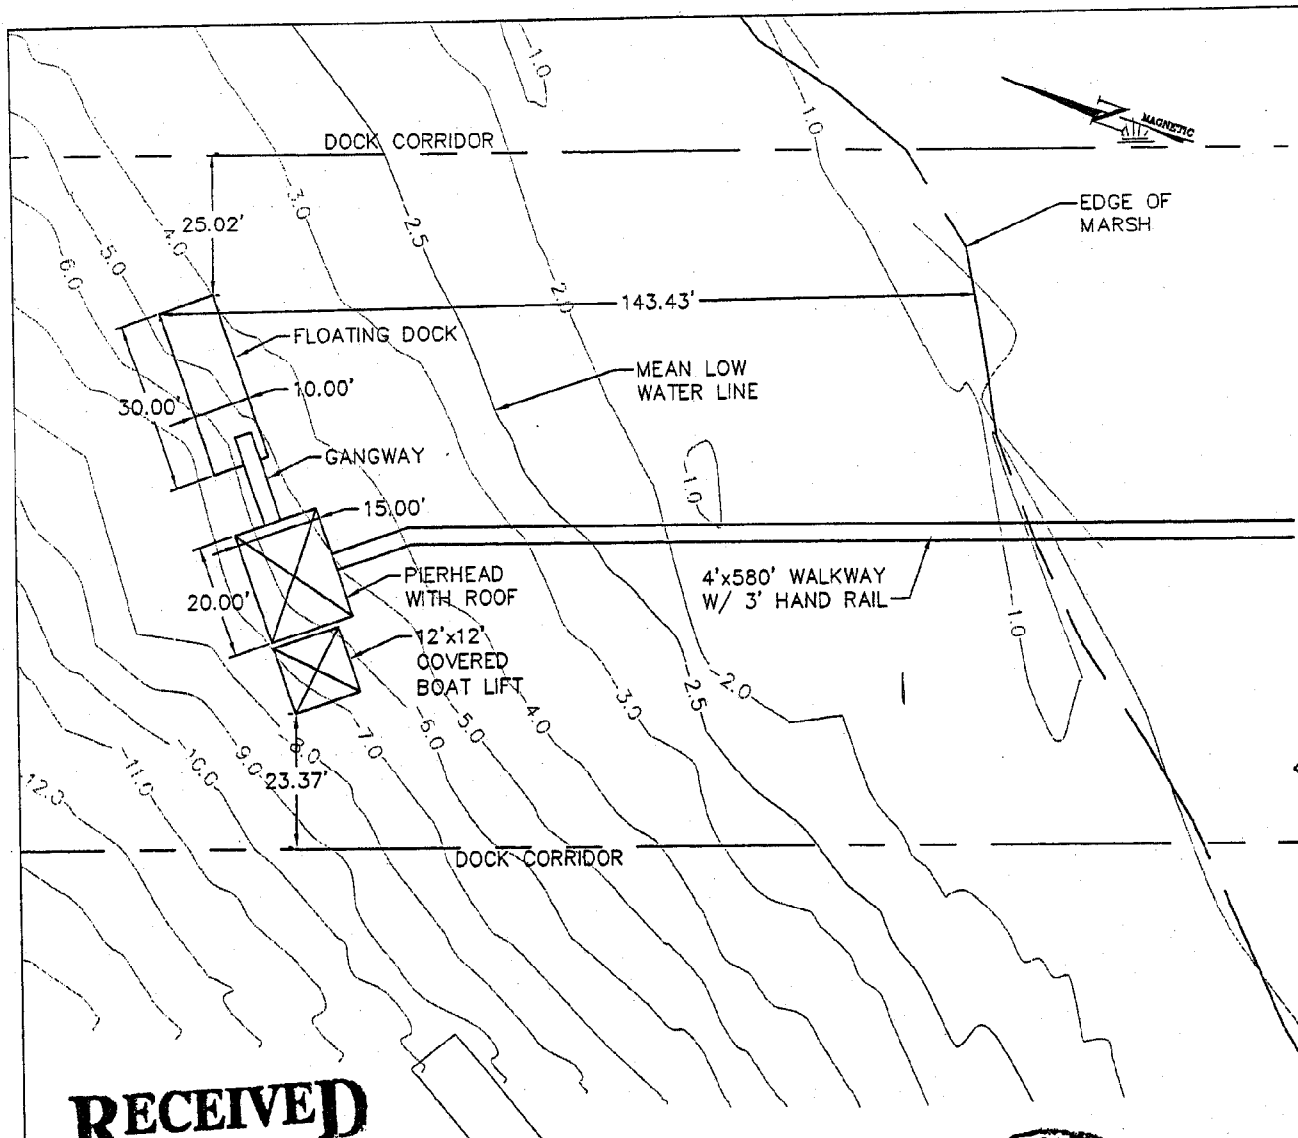 -1.0
-1.0
MAGNETIC
DOCK CORRIDOR
-3.0
-2.5
25.02'
-4.0
-5.0
-6.0
EDGE OF
MARSH
-2.0
143.43'
FLOATING DOCK
MEAN LOW
WATER LINE
10.00'
30.00'
GANGWAY
-1.0
15.00'
PIERHEAD
WITH ROOF
20.00'
4'x580' WALKWAY
W/ 3' HAND RAIL
-1.0
12'x12'
COVERED
BOAT LIFT
-2.0
-2.5
-3.0
-4.0
-5.0
-6.0
-7.0
-8.0
-9.0
-10.0
-11.0
-12.0
23.37'
DOCK CORRIDOR
RECEIVED